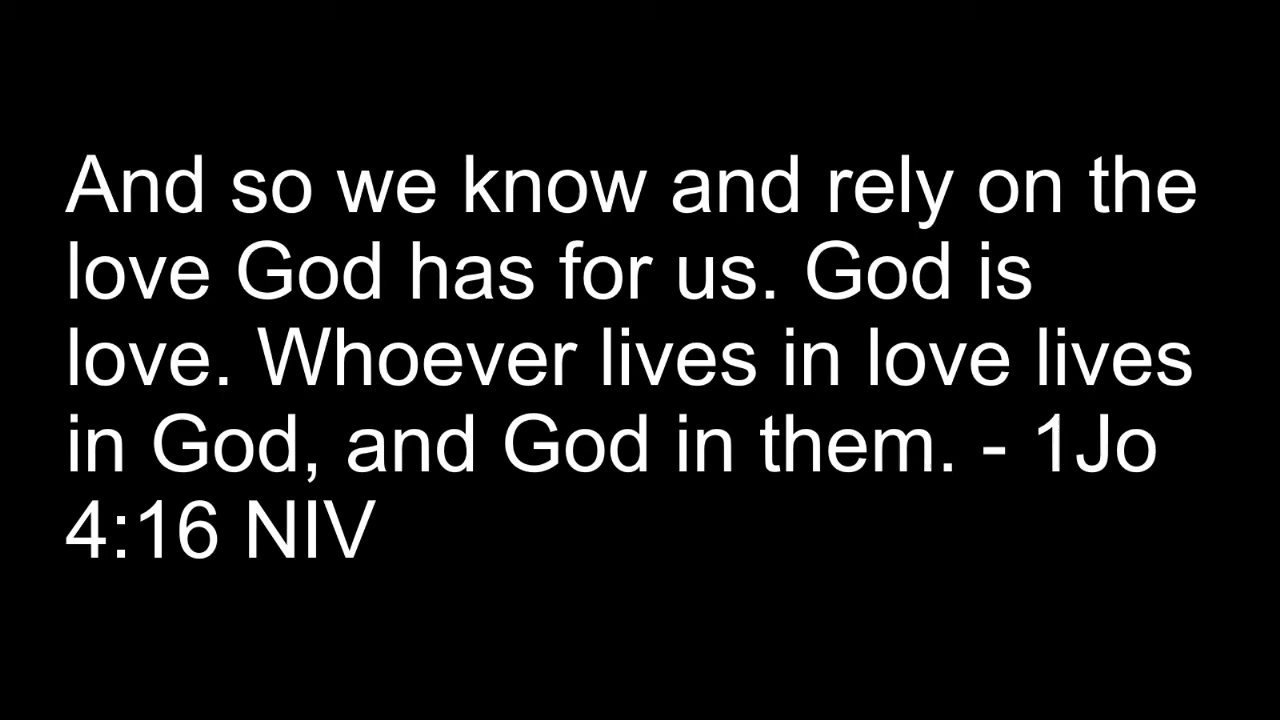 And so we know and rely on the
love God has for us. God is
love. Whoever lives in love lives
in God, and God in them. - 1Jo
4:16 NIV